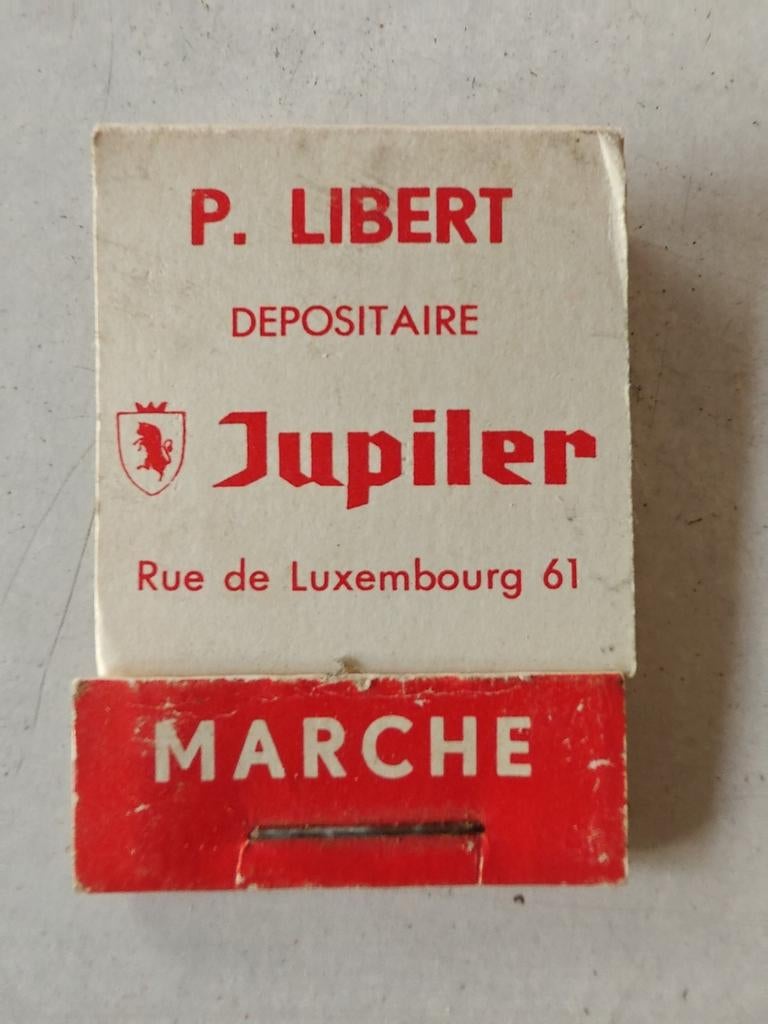 P. LIBERT
DEPOSITAIRE
Jupiler
Rue de Luxembourg 61
MARCHE